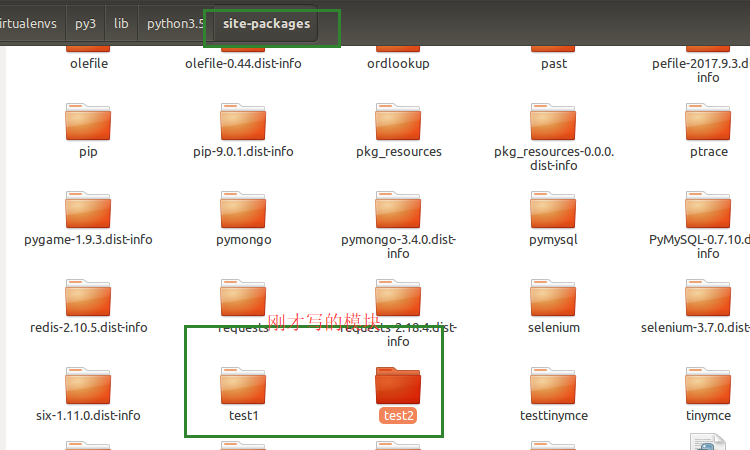 irtualenvs py3 lib python3.5 site-packages
olefile olefile-0.44.dist-info ordlookup past pefile-2017.9.3.d
info
pip pip-9.0.1.dist-info pkg_resources pkg_resources-0.0.0. ptrace
dist-info
pygame-1.9.3.dist-info pymongo pymongo-3.4.0.dist- pymysql PyMySQL-0.7.10.d
info info
刚才写的模块
redis-2.10.5.dist-info requests requests-2.18.4.dist- selenium selenium-3.7.0.dist-
info info
six-1.11.0.dist-info test1 test2 testtinymce tinymce